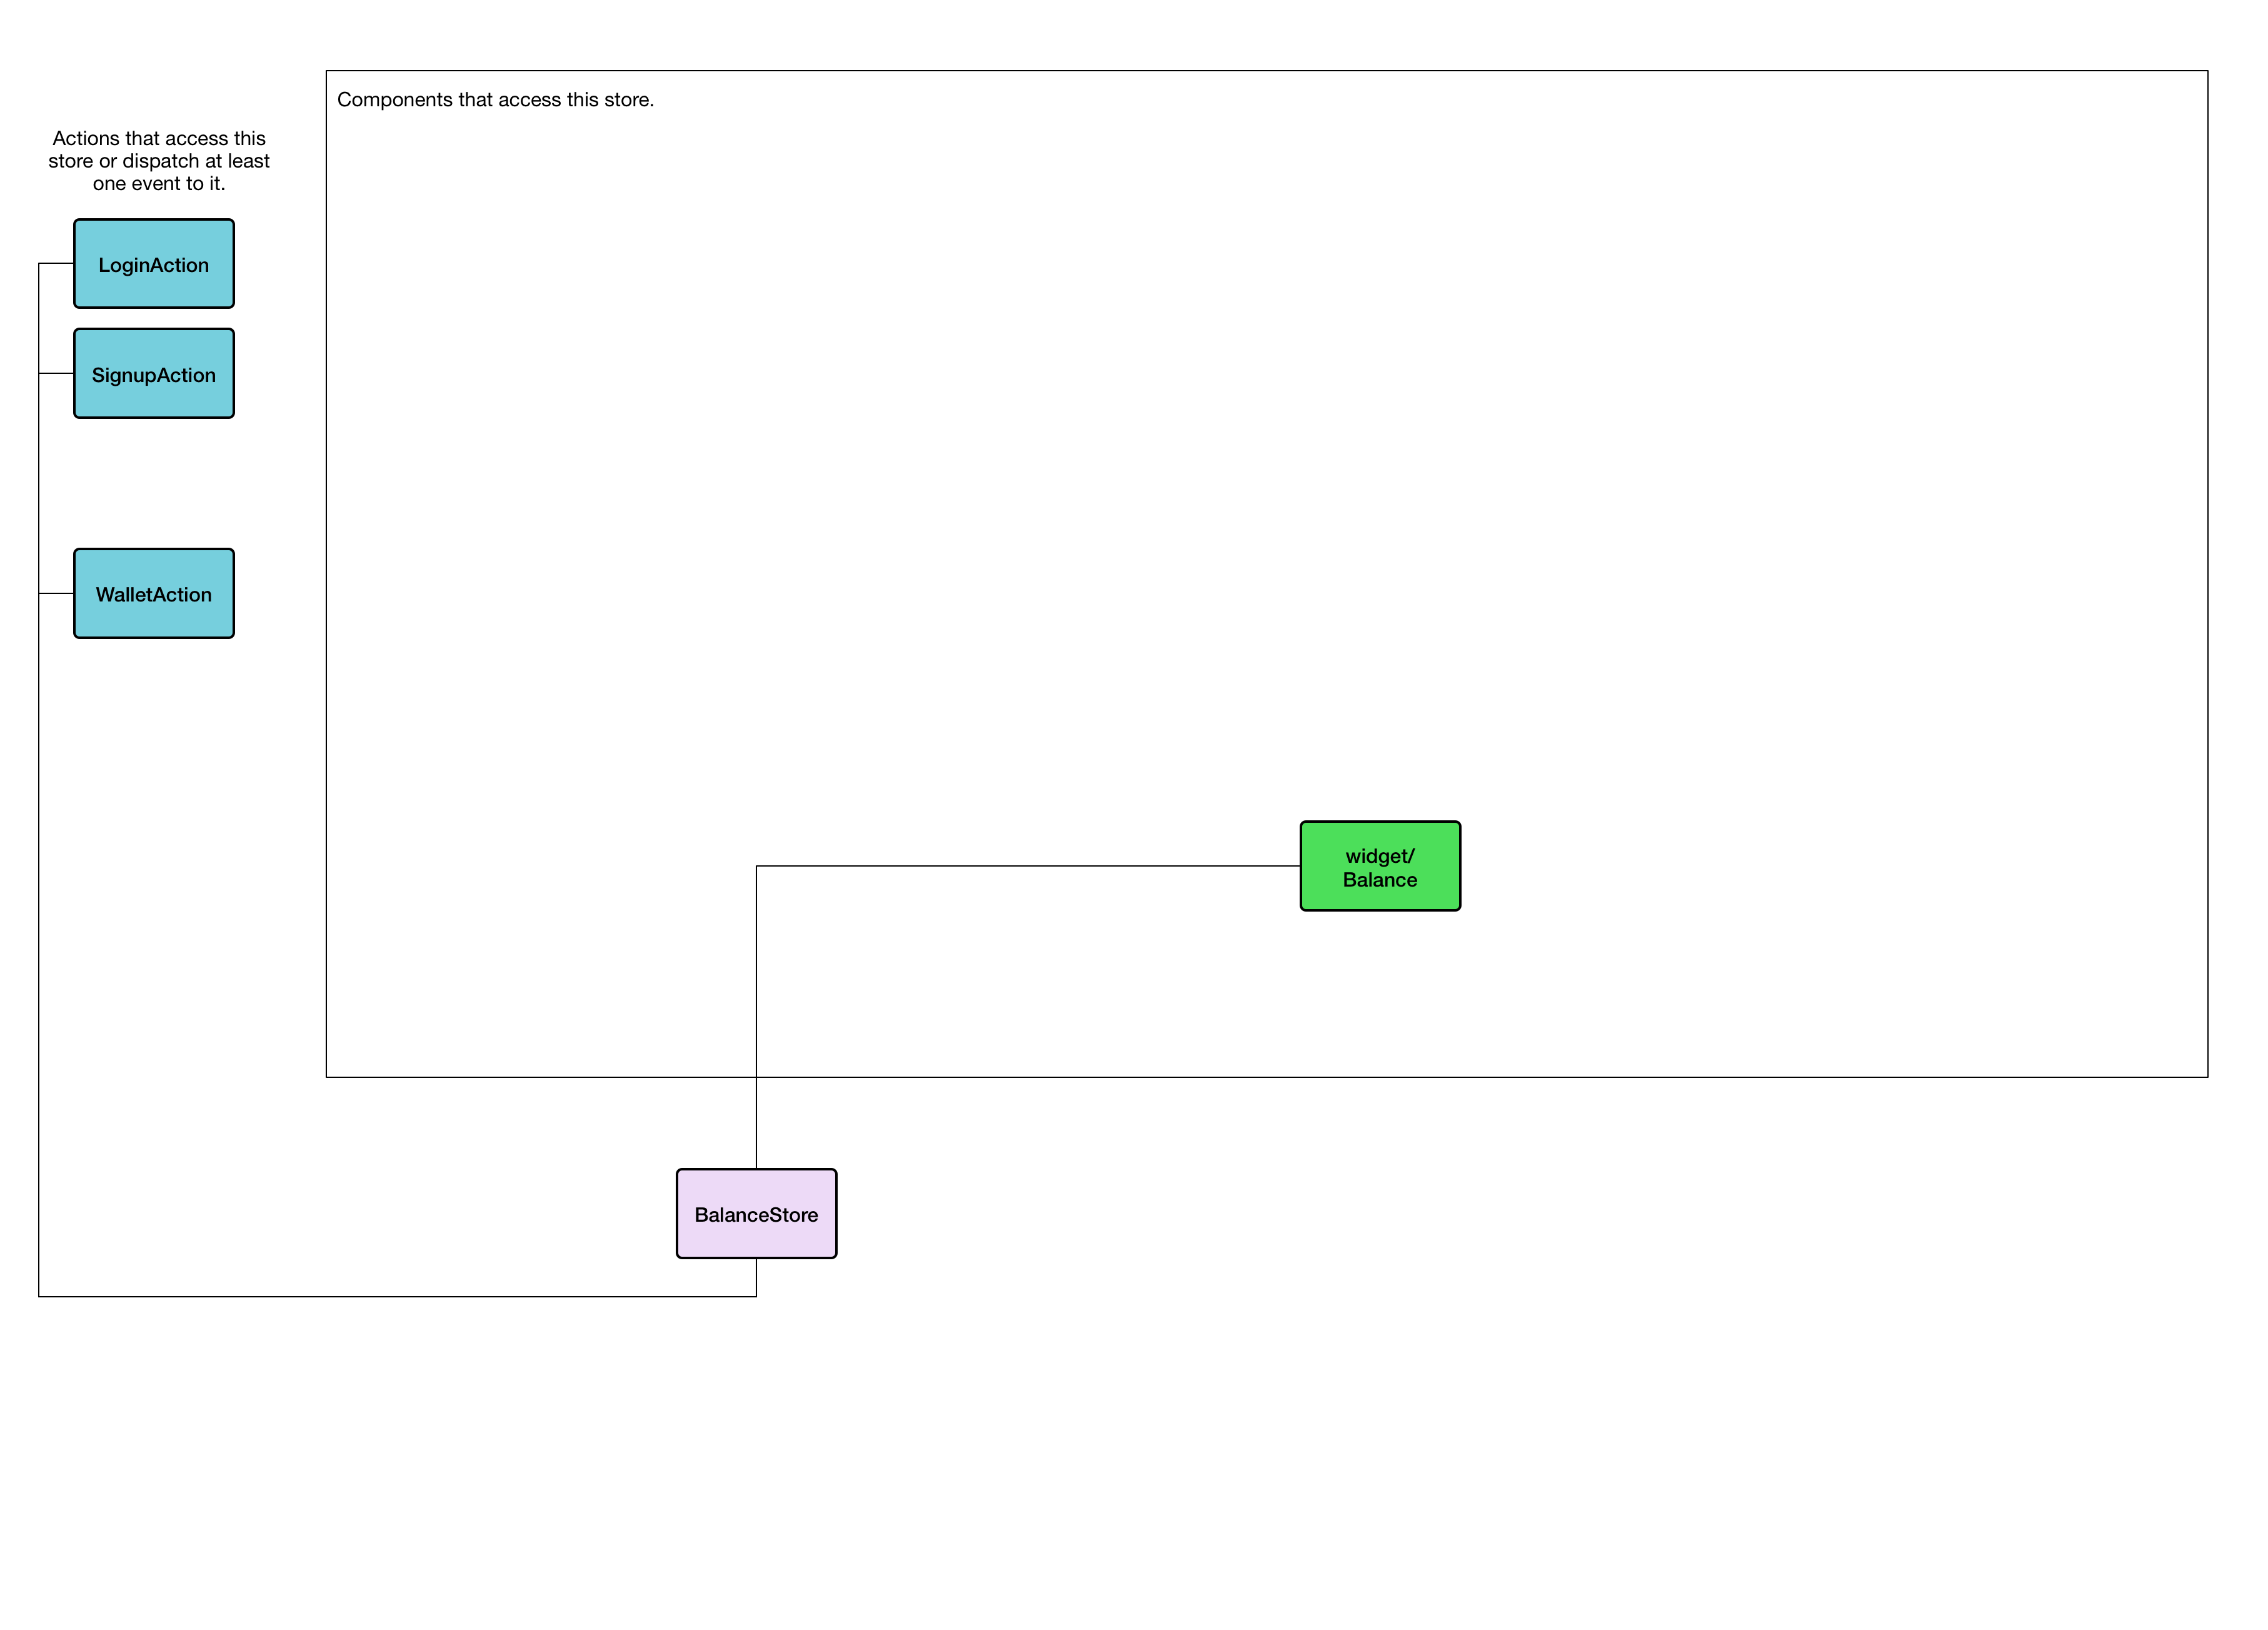 Components that access this store.
Actions that access this
store or dispatch at least
one event to it.
LoginAction
SignupAction
WalletAction
widget/
Balance
BalanceStore